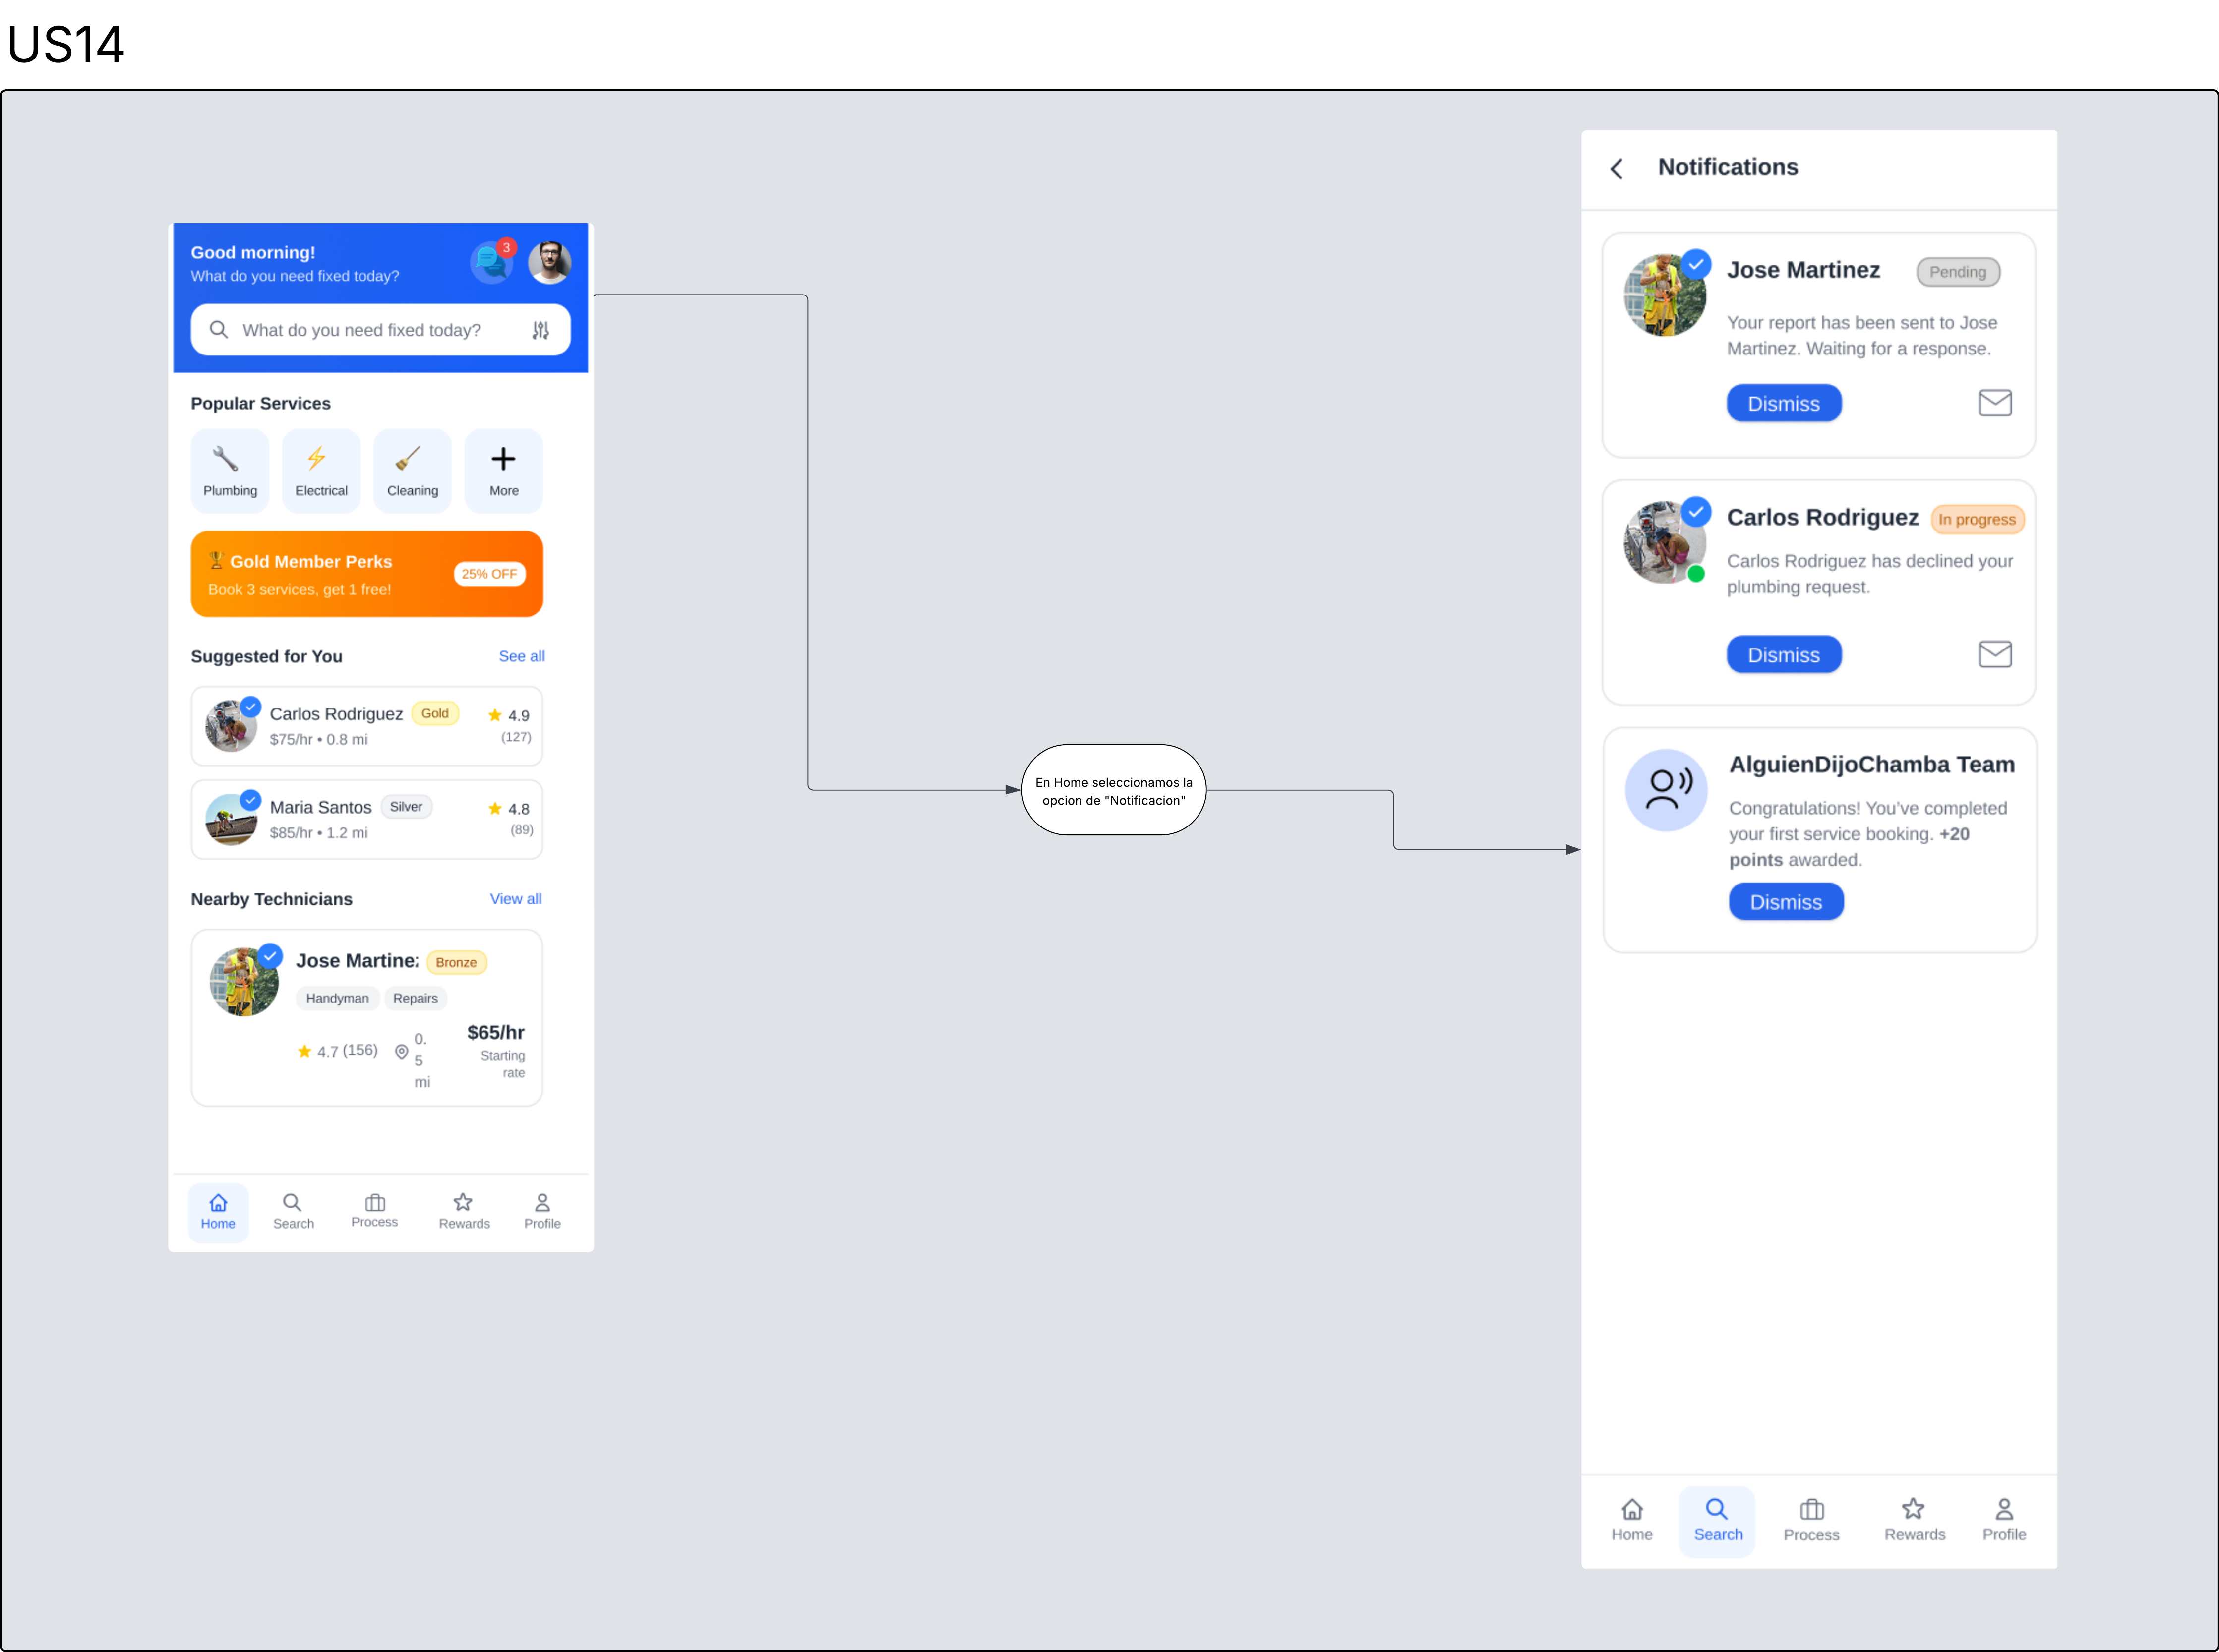 US14
Good morning!
What do you need fixed today?
3
What do you need fixed today?
Popular Services
Plumbing
Electrical
Cleaning
More
Gold Member Perks
Book 3 services, get 1 free!
25% OFF
Suggested for You
See all
Carlos Rodriguez
Gold
4.9
$75/hr • 0.8 mi
(127)
Maria Santos
Silver
4.8
$85/hr • 1.2 mi
(89)
Nearby Technicians
View all
Jose Martinez
Bronze
Handyman
Repairs
4.7 (156)
0.
5
mi
$65/hr
Starting
rate
Home
Search
Process
Rewards
Profile
En Home seleccionamos la
opcion de "Notificacion"
Notifications
Jose Martinez
Pending
Your report has been sent to Jose
Martinez. Waiting for a response.
Dismiss
Carlos Rodriguez
In progress
Carlos Rodriguez has declined your
plumbing request.
Dismiss
AlguienDijoChamba Team
Congratulations! You've completed
your first service booking. +20
points awarded.
Dismiss
Home
Search
Process
Rewards
Profile